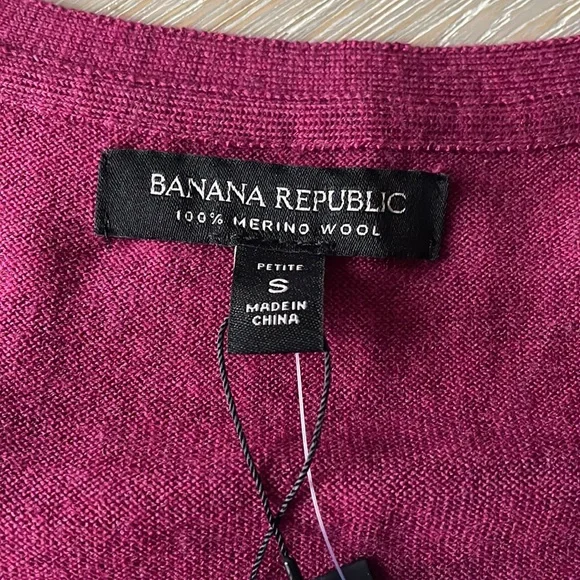 BANANA REPUBLIC
100% MERINO WOOL
PETITE
S
MADE IN
CHINA